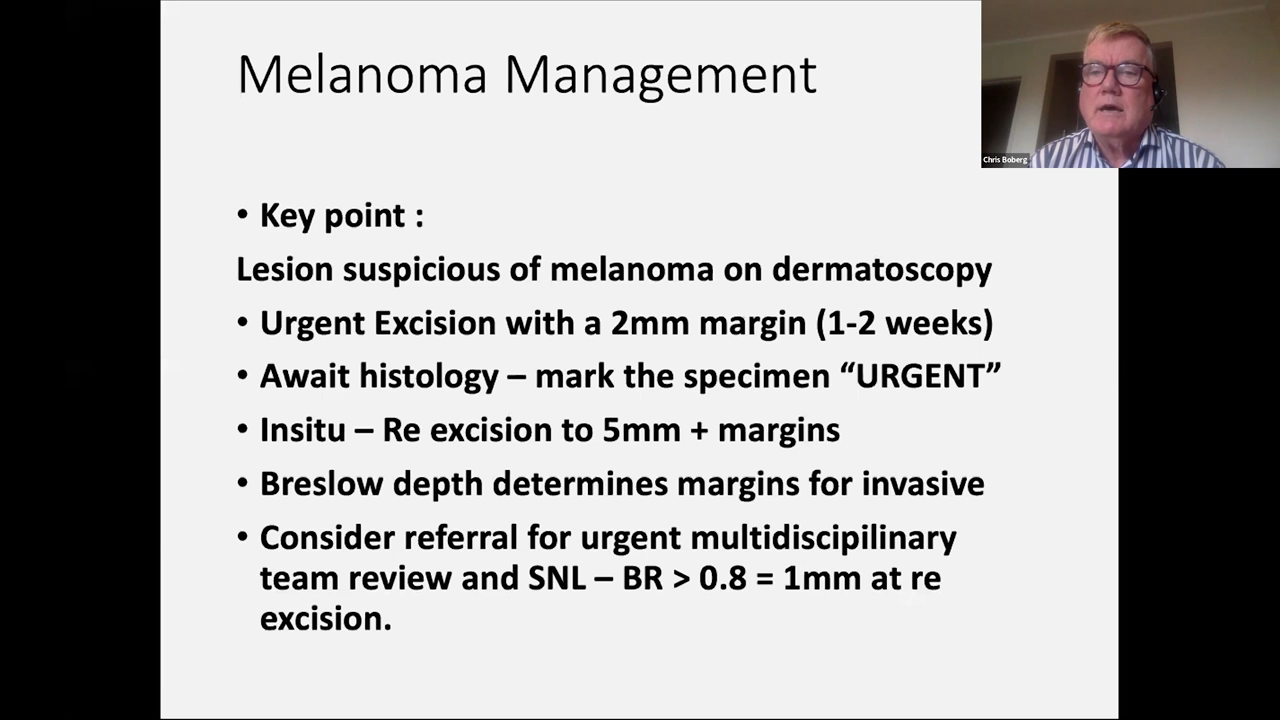 Melanoma Management
Chris Boberg
• Key point :
Lesion suspicious of melanoma on dermatoscopy
• Urgent Excision with a 2mm margin (1-2 weeks)
• Await histology – mark the specimen “URGENT”
• Insitu – Re excision to 5mm + margins
• Breslow depth determines margins for invasive
• Consider referral for urgent multidiscipilinary
team review and SNL – BR > 0.8 = 1mm at re
excision.